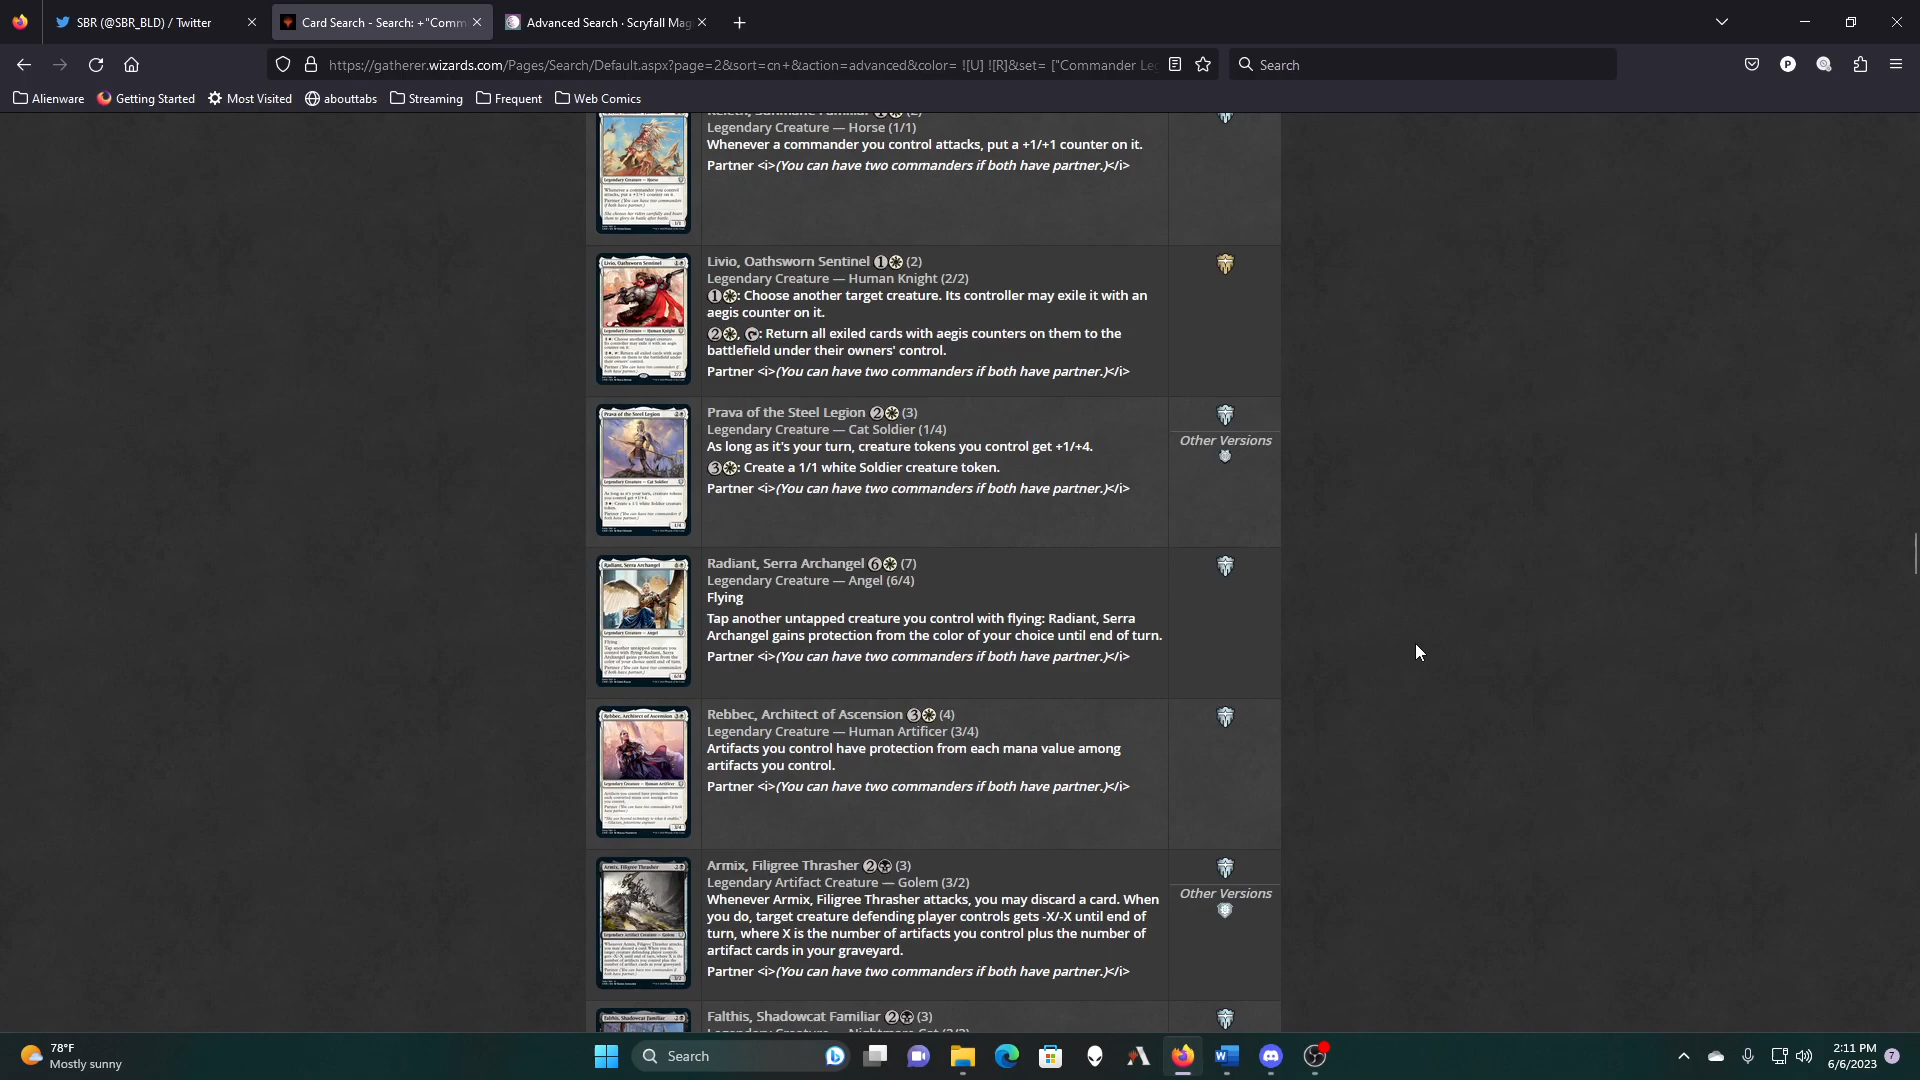 SBR (@SBR_BLD) / Twitter
Card Search - Search: +"Comm
Advanced Search · Scryfall Mag
https://gatherer.wizards.com/Pages/Search/Default.aspx?page=2&sort=cn+&action=advanced&color= ![U] ![R]&set= ["Commander Le
Search
Alienware
Getting Started
Most Visited
abouttabs
Streaming
Frequent
Web Comics
Legendary Creature — Horse (1/1)
Whenever a commander you control attacks, put a +1/+1 counter on it.
Partner <i>(You can have two commanders if both have partner.)</i>
Livio, Oathsworn Sentinel 1 (2)
Legendary Creature — Human Knight (2/2)
1 : Choose another target creature. Its controller may exile it with an
aegis counter on it.
2 , : Return all exiled cards with aegis counters on them to the
battlefield under their owners' control.
Partner <i>(You can have two commanders if both have partner.)</i>
Prava of the Steel Legion 2 (3)
Legendary Creature — Cat Soldier (1/4)
As long as it's your turn, creature tokens you control get +1/+4.
3 : Create a 1/1 white Soldier creature token.
Partner <i>(You can have two commanders if both have partner.)</i>
Other Versions
Radiant, Serra Archangel 6 (7)
Legendary Creature — Angel (6/4)
Flying
Tap another untapped creature you control with flying: Radiant, Serra
Archangel gains protection from the color of your choice until end of turn.
Partner <i>(You can have two commanders if both have partner.)</i>
Rebbec, Architect of Ascension 3 (4)
Legendary Creature — Human Artificer (3/4)
Artifacts you control have protection from each mana value among
artifacts you control.
Partner <i>(You can have two commanders if both have partner.)</i>
Armix, Filigree Thrasher 2 (3)
Legendary Artifact Creature — Golem (3/2)
Whenever Armix, Filigree Thrasher attacks, you may discard a card. When
you do, target creature defending player controls gets -X/-X until end of
turn, where X is the number of artifacts you control plus the number of
artifact cards in your graveyard.
Partner <i>(You can have two commanders if both have partner.)</i>
Other Versions
Falthis, Shadowcat Familiar 2 (3)
78°F
Mostly sunny
Search
2:11 PM
6/6/2023
7